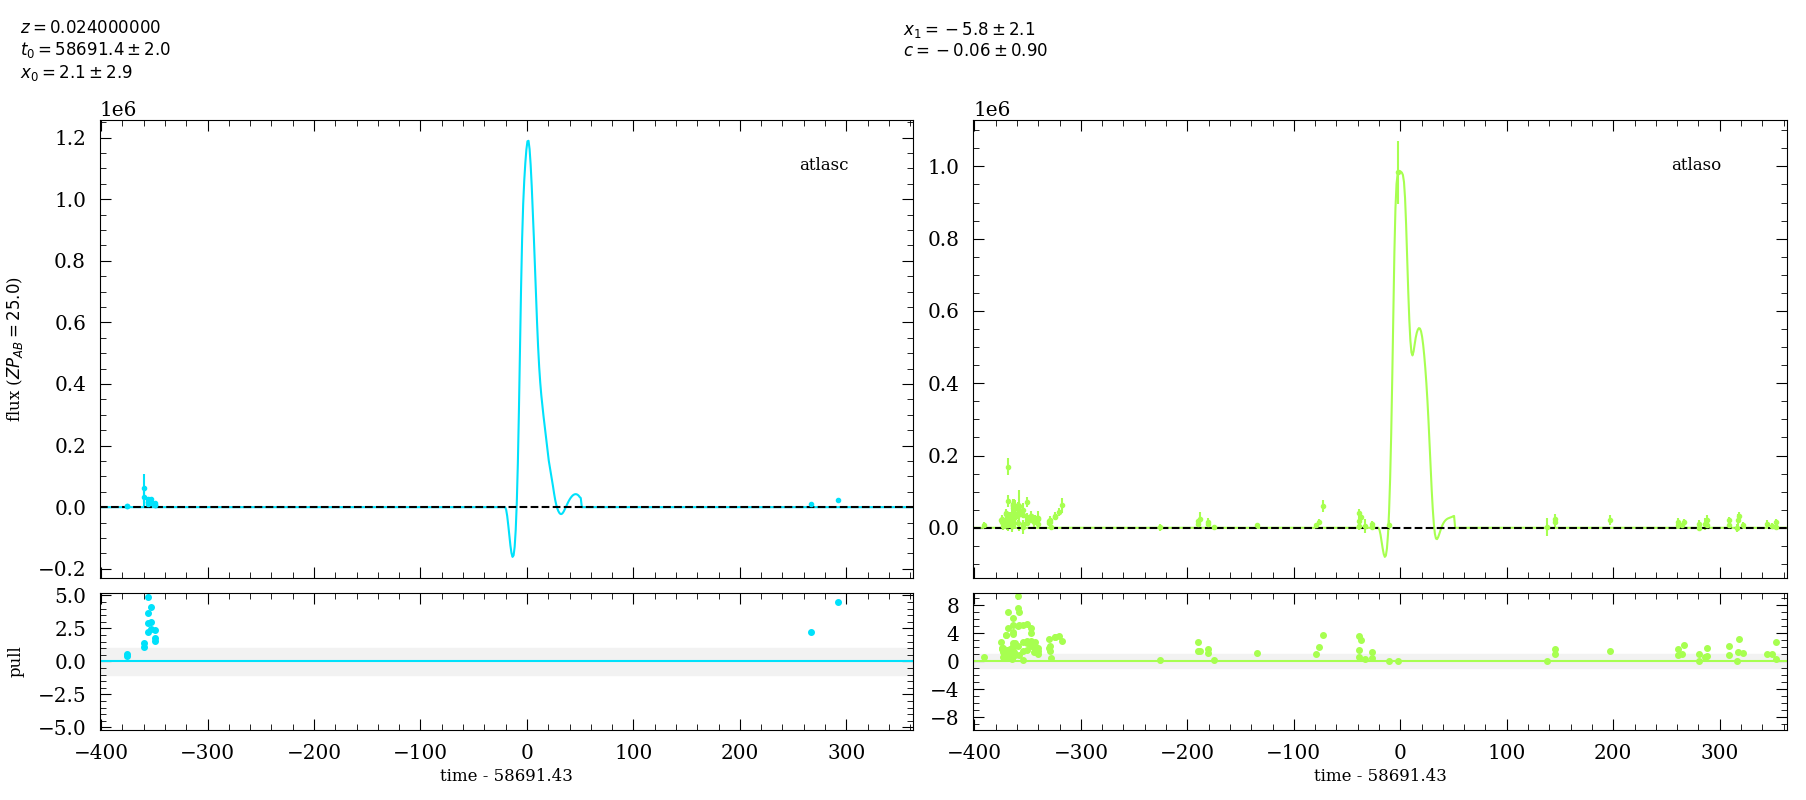 z = 0.024000000
t₀ = 58691.4 ± 2.0
x₀ = 2.1 ± 2.9
x₁ = −5.8 ± 2.1
c = −0.06 ± 0.90
1e6
1.2
1.0
0.8
0.6
0.4
0.2
0.0
−0.2
flux (ZP_AB = 25.0)
atlasc
5.0
2.5
0.0
−2.5
−5.0
pull
−400 −300 −200 −100 0 100 200 300
time - 58691.43
1e6
1.0
0.8
0.6
0.4
0.2
0.0
atlaso
8
4
0
−4
−8
−400 −300 −200 −100 0 100 200 300
time - 58691.43